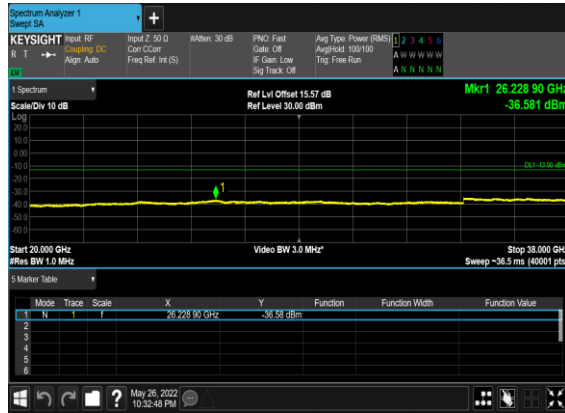 Spectrum Analyzer 1
Swept SA
+
KEYSIGHT Input: RF Input Z: 50 Ω #Atten: 30 dB PNO: Fast Avg Type: Power (RMS) 1 2 3 4 5 6
R T Coupling: DC Corr CCorr Gate: Off Avg|Hold: 100/100 A W W W W W
Align: Auto Freq Ref: Int (S) IF Gain: Low Trig: Free Run
LW Sig Track: Off A N N N N N
1 Spectrum Ref Lvl Offset 15.57 dB Mkr1 26.228 90 GHz
Scale/Div 10 dB Ref Level 30.00 dBm -36.581 dBm
Log
20.0
10.0
0.00
-10.0 DL1 -13.00 dBm
-20.0
-30.0 1
-40.0
-50.0
-60.0
Start 20.000 GHz Video BW 3.0 MHz* Stop 38.000 GHz
#Res BW 1.0 MHz Sweep ~36.5 ms (40001 pts)
5 Marker Table
Mode Trace Scale X Y Function Function Width Function Value
1 N 1 f 26.228 90 GHz -36.58 dBm
2
3
4
5
6
? May 26, 2022
10:32:48 PM